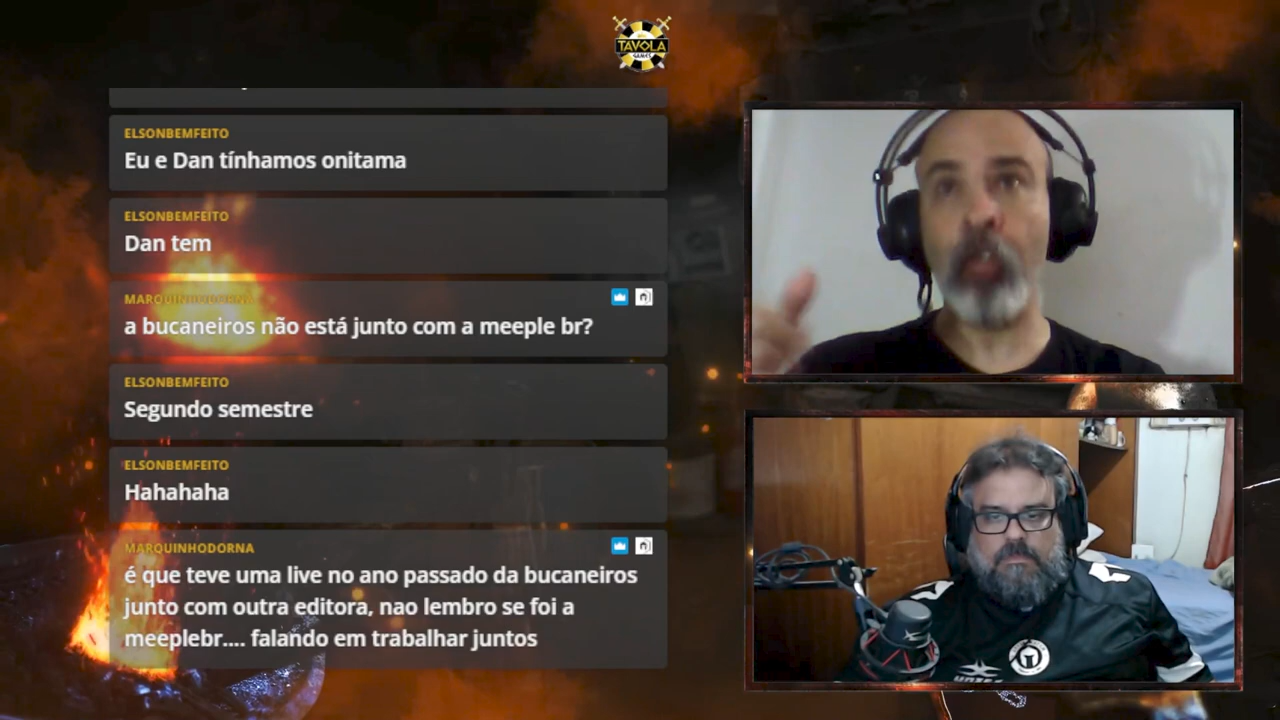 TAVOLA
GAMES
ELSONBEMFEITO
Eu e Dan tínhamos onitama
ELSONBEMFEITO
Dan tem
MARQUINHODORNA
a bucaneiros não está junto com a meeple br?
ELSONBEMFEITO
Segundo semestre
ELSONBEMFEITO
Hahahaha
MARQUINHODORNA
é que teve uma live no ano passado da bucaneiros
junto com outra editora, nao lembro se foi a
meeplebr.... falando em trabalhar juntos